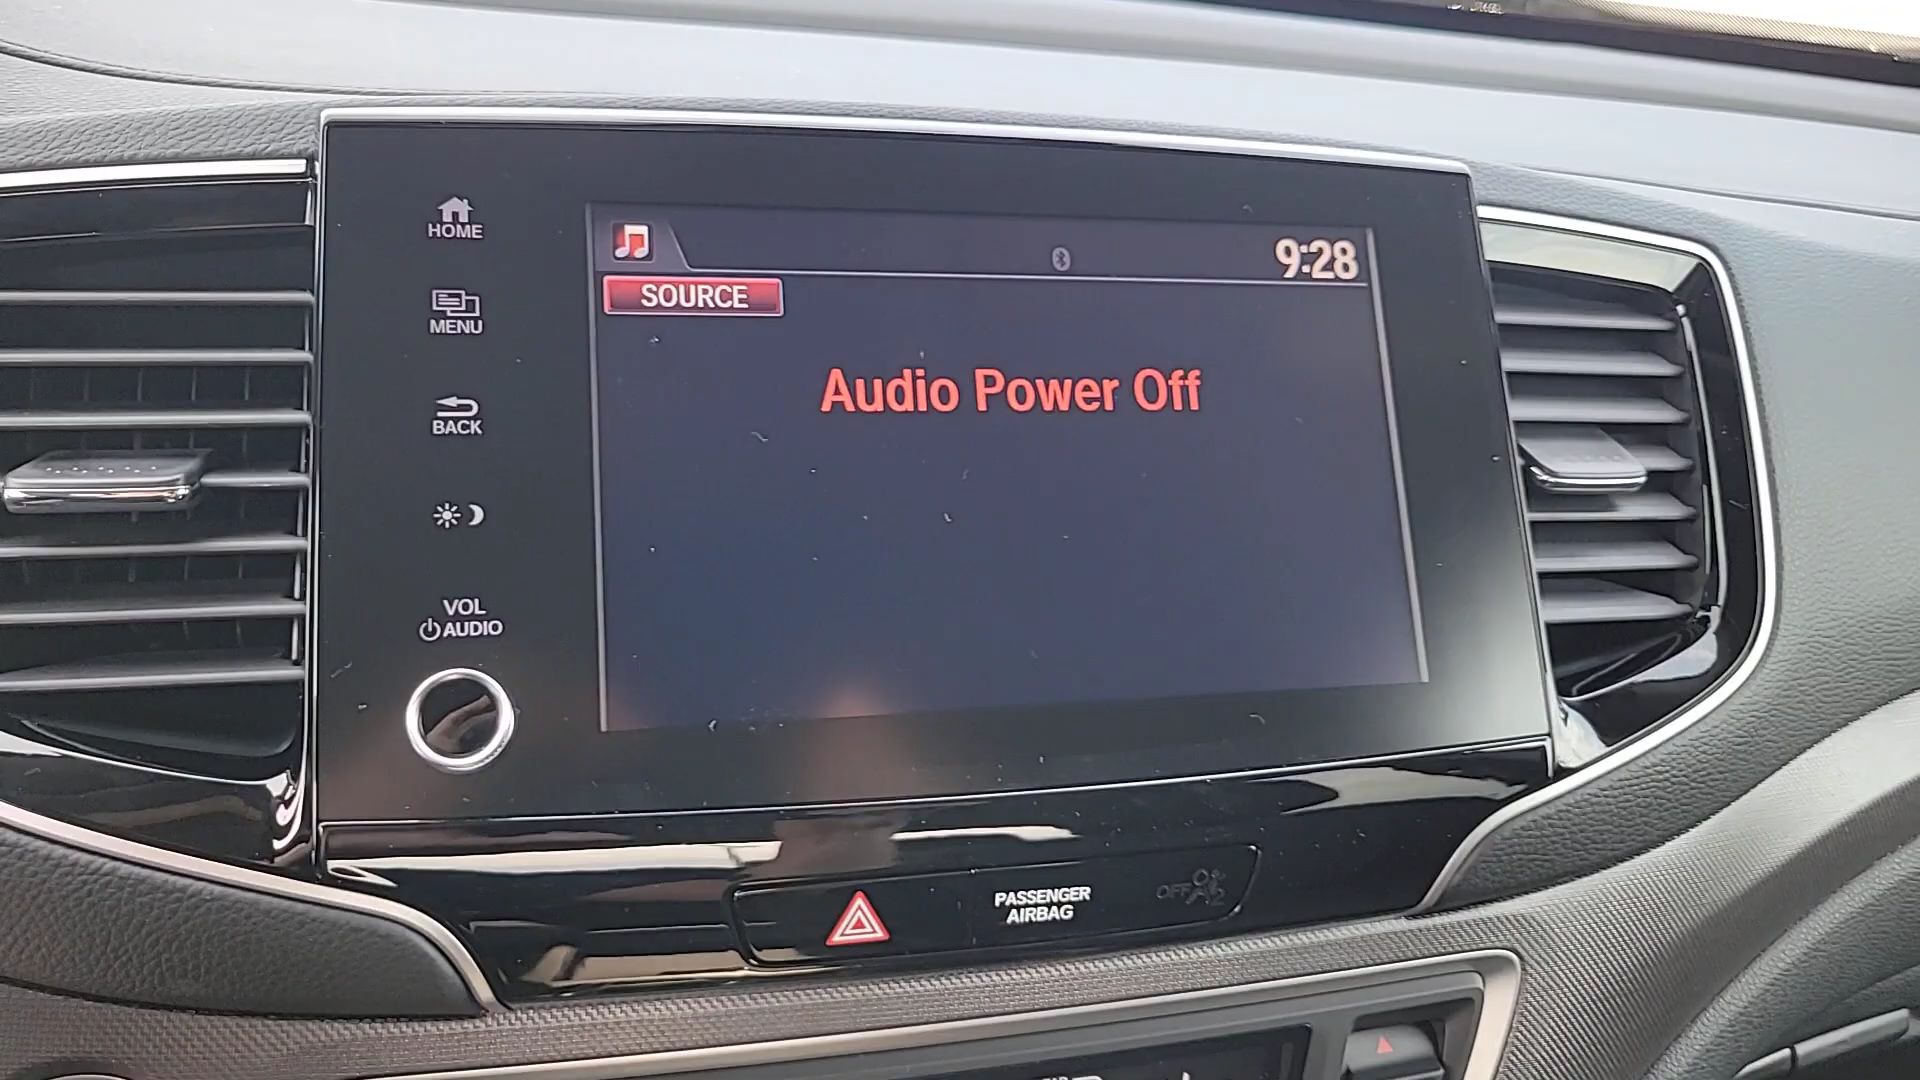 HOME
MENU
BACK
VOL
AUDIO
9:28
SOURCE
Audio Power Off
PASSENGER
AIRBAG
OFF